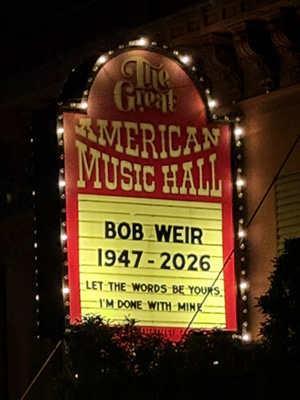 The
Great
AMERICAN
MUSIC HALL
BOB WEIR
1947 - 2026
LET THE WORDS BE YOURS
I'M DONE WITH MINE